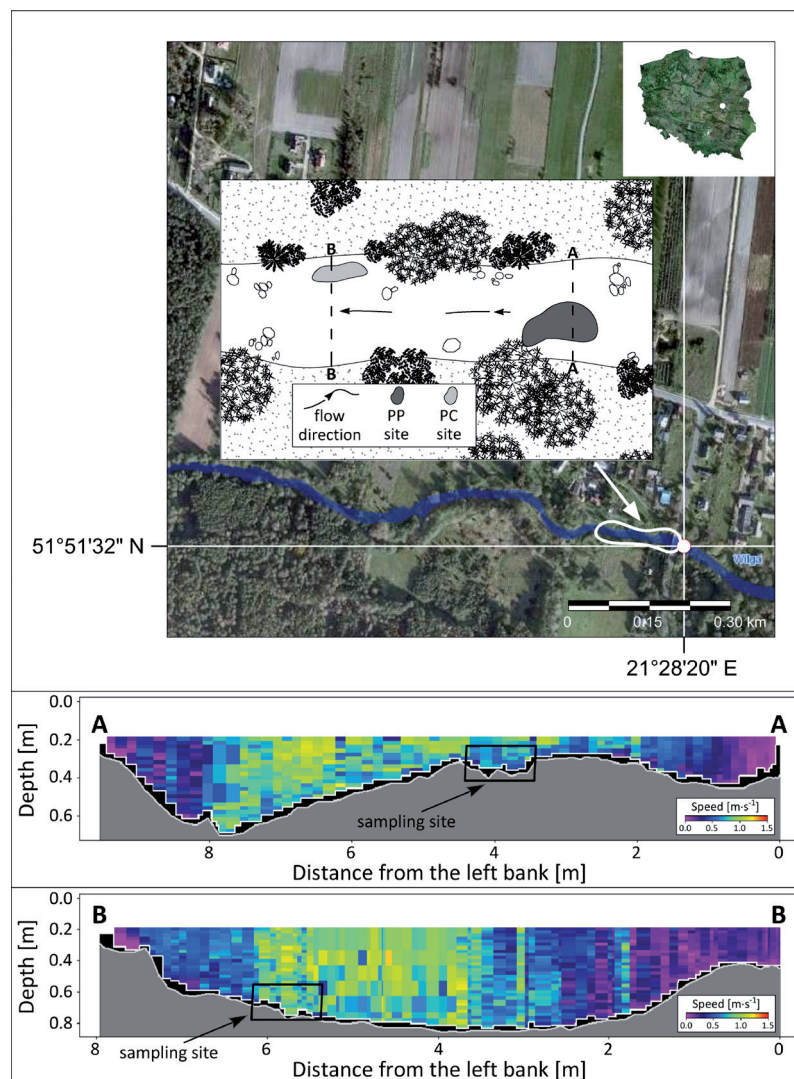 B
A
B
A
flow
direction
PP
site
PC
site
51°51'32" N
Wilga
0
0.15
0.30 km
21°28'20" E
A
A
0.0
0.2
0.4
0.6
Depth [m]
sampling site
Speed [m·s⁻¹]
0.0 0.5 1.0 1.5
8 6 4 2 0
Distance from the left bank [m]
B
B
0.0
0.2
0.4
0.6
0.8
Depth [m]
sampling site
Speed [m·s⁻¹]
0.0 0.5 1.0 1.5
8 6 4 2 0
Distance from the left bank [m]